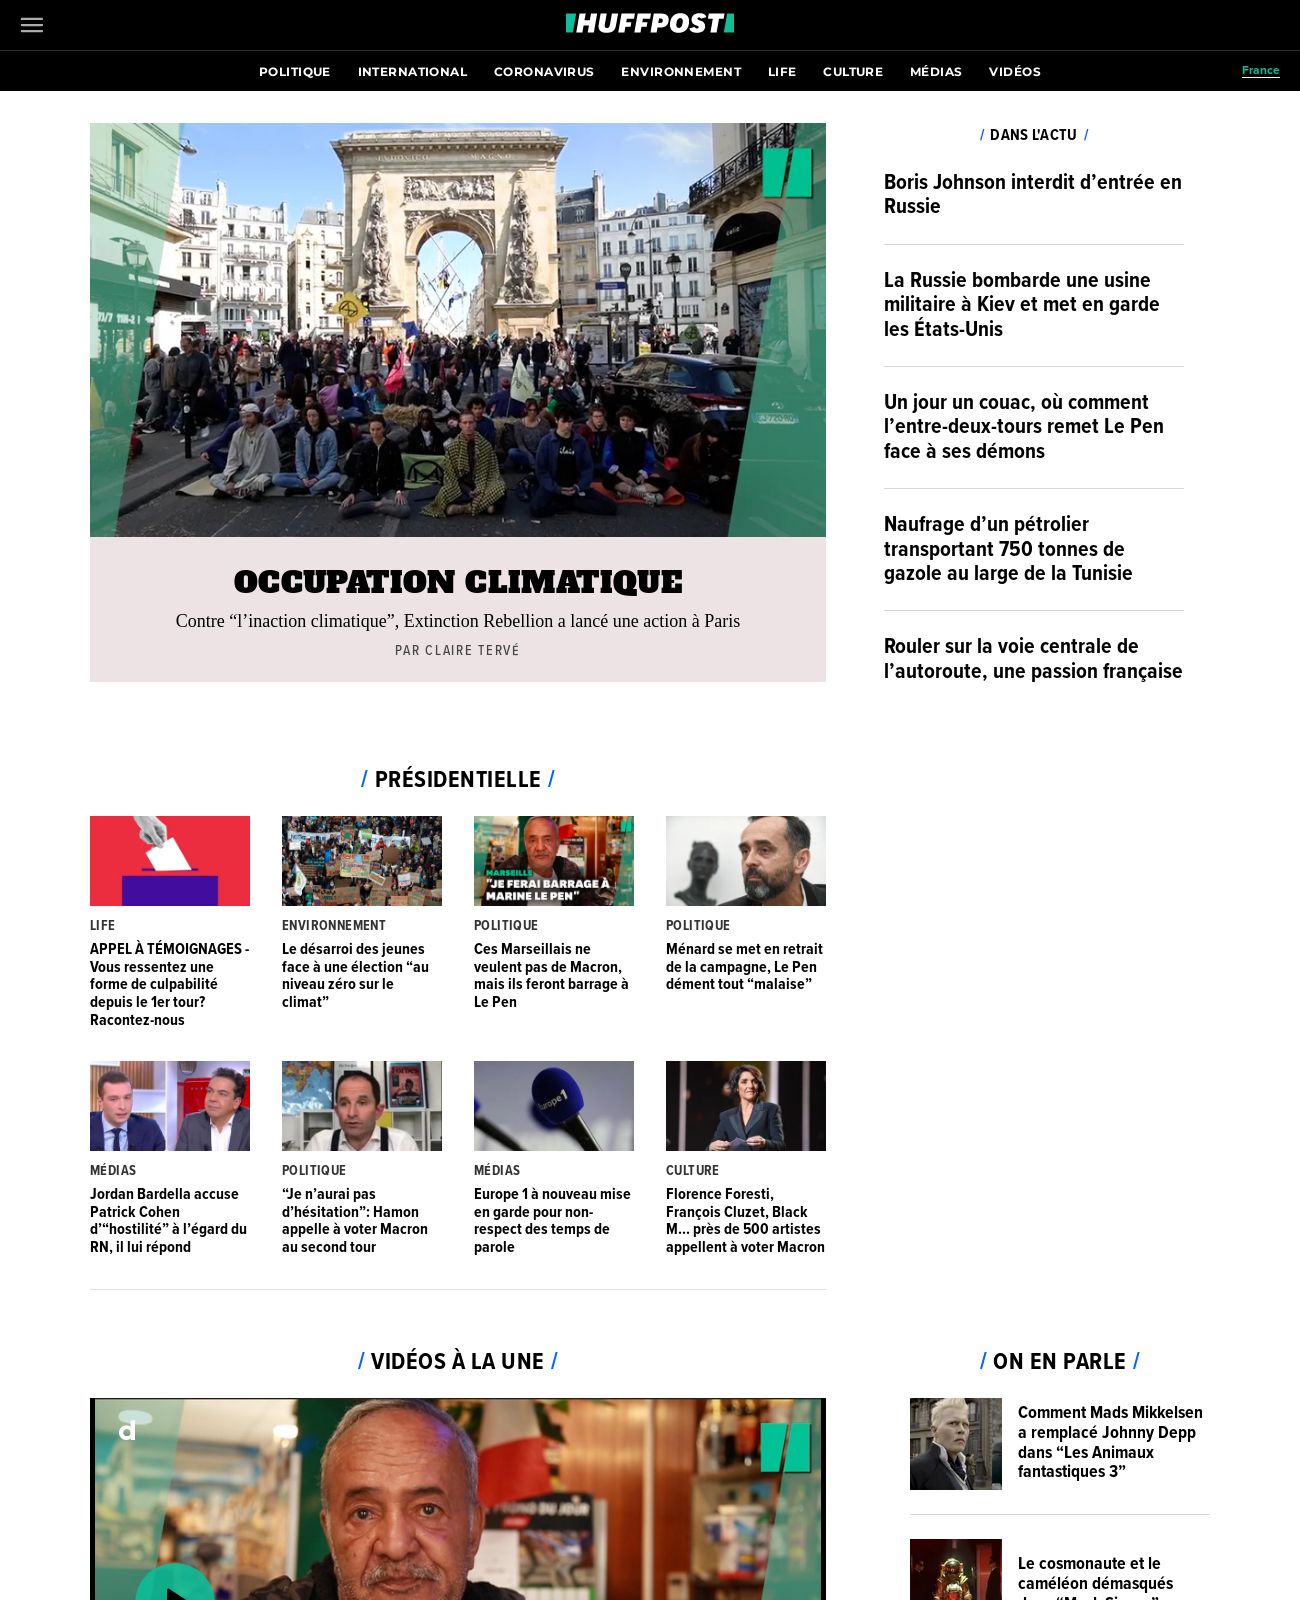 HUFFPOST
POLITIQUE INTERNATIONAL CORONAVIRUS ENVIRONNEMENT LIFE CULTURE MÉDIAS VIDÉOS
France
LUDOVICO MAGNO
OCCUPATION CLIMATIQUE
Contre “l’inaction climatique”, Extinction Rebellion a lancé une action à Paris
PAR CLAIRE TERVÉ
/ DANS L'ACTU /
Boris Johnson interdit d’entrée en
Russie
La Russie bombarde une usine
militaire à Kiev et met en garde
les États-Unis
Un jour un couac, où comment
l’entre-deux-tours remet Le Pen
face à ses démons
Naufrage d’un pétrolier
transportant 750 tonnes de
gazole au large de la Tunisie
Rouler sur la voie centrale de
l’autoroute, une passion française
/ PRÉSIDENTIELLE /
LIFE
APPEL À TÉMOIGNAGES -
Vous ressentez une
forme de culpabilité
depuis le 1er tour?
Racontez-nous
ENVIRONNEMENT
Le désarroi des jeunes
face à une élection “au
niveau zéro sur le
climat”
MARSEILLE
"JE FERAI BARRAGE À
MARINE LE PEN"
POLITIQUE
Ces Marseillais ne
veulent pas de Macron,
mais ils feront barrage à
Le Pen
POLITIQUE
Ménard se met en retrait
de la campagne, Le Pen
dément tout “malaise”
MÉDIAS
Jordan Bardella accuse
Patrick Cohen
d’“hostilité” à l’égard du
RN, il lui répond
Forbes
POLITIQUE
“Je n’aurai pas
d’hésitation”: Hamon
appelle à voter Macron
au second tour
Europe 1
MÉDIAS
Europe 1 à nouveau mise
en garde pour non-
respect des temps de
parole
CULTURE
Florence Foresti,
François Cluzet, Black
M... près de 500 artistes
appellent à voter Macron
/ VIDÉOS À LA UNE /
d
/ ON EN PARLE /
Comment Mads Mikkelsen
a remplacé Johnny Depp
dans “Les Animaux
fantastiques 3”
Le cosmonaute et le
caméléon démasqués